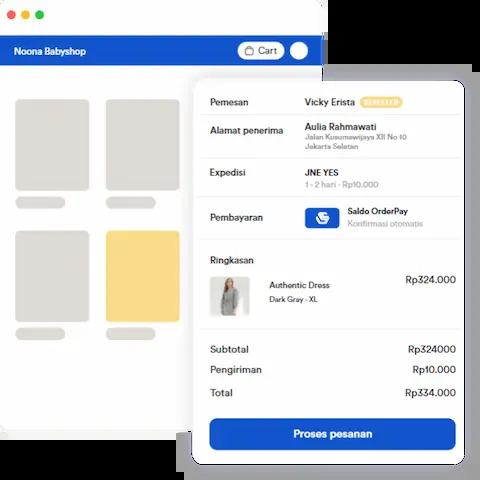 Noona Babyshop
Cart
Pemesan
Vicky Erista
RESELLER
Alamat penerima
Aulia Rahmawati
Jalan Kusumawijaya XII No 10
Jakarta Selatan
Expedisi
JNE YES
1 - 2 hari - Rp10.000
Pembayaran
Saldo OrderPay
Konfirmasi otomatis
Ringkasan
Authentic Dress
Rp324.000
Dark Gray - XL
Subtotal
Rp324000
Pengiriman
Rp10.000
Total
Rp334.000
Proses pesanan